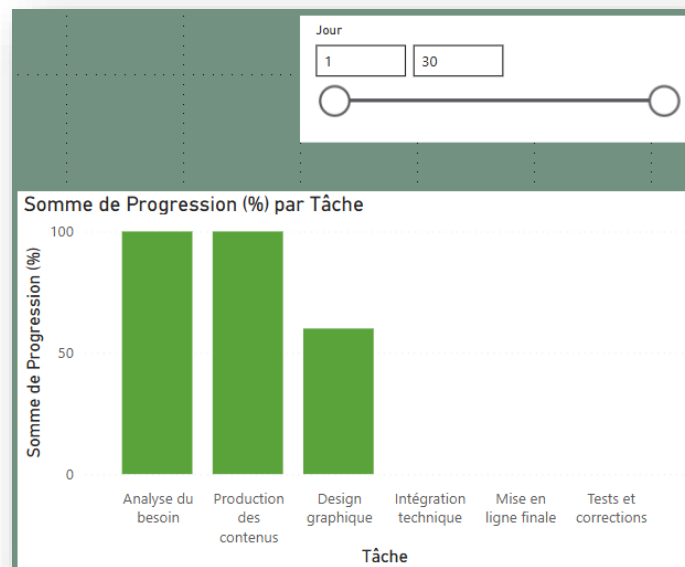 Jour
1
30
Somme de Progression (%) par Tâche
Somme de Progression (%)
100
50
0
Analyse du
besoin
Production
des
contenus
Design
graphique
Intégration
technique
Mise en
ligne finale
Tests et
corrections
Tâche